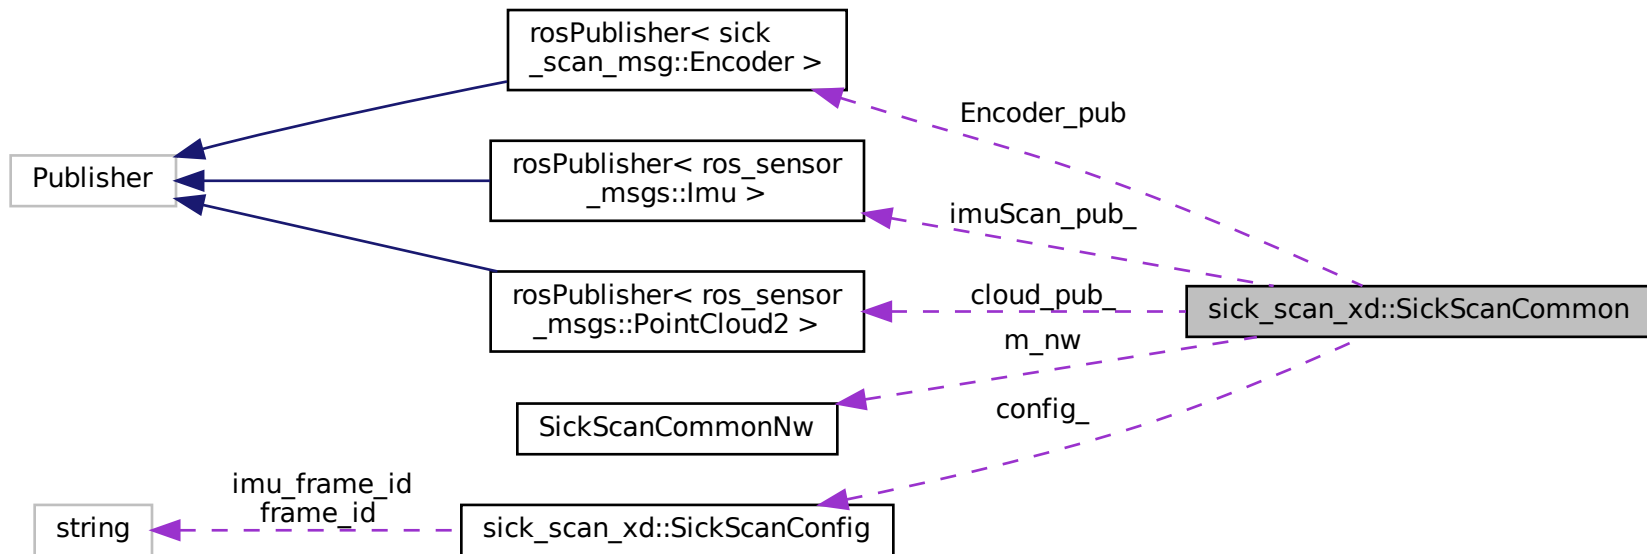 rosPublisher< sick
_scan_msg::Encoder >
Encoder_pub
Publisher
rosPublisher< ros_sensor
_msgs::Imu >
imuScan_pub_
rosPublisher< ros_sensor
_msgs::PointCloud2 >
cloud_pub_
sick_scan_xd::SickScanCommon
m_nw
SickScanCommonNw
config_
imu_frame_id
frame_id
string
sick_scan_xd::SickScanConfig